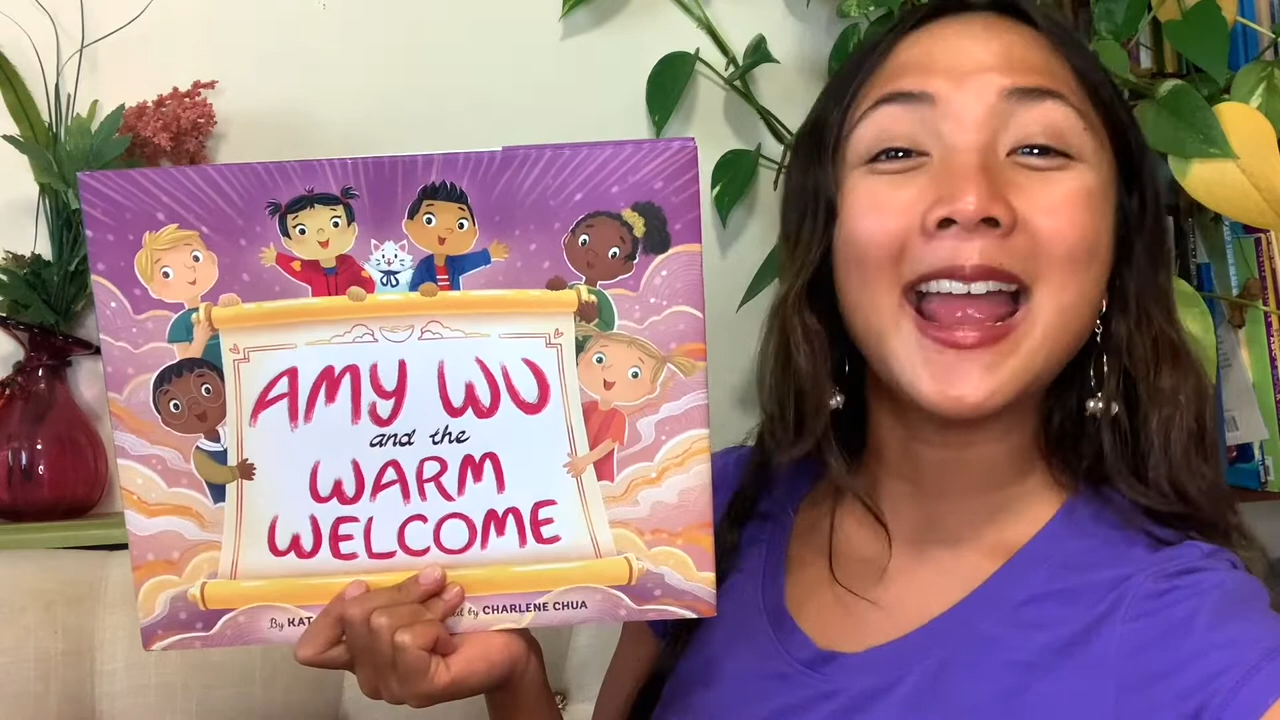 AMY WU
and the
WARM
WELCOME
By KAT
by CHARLENE CHUA